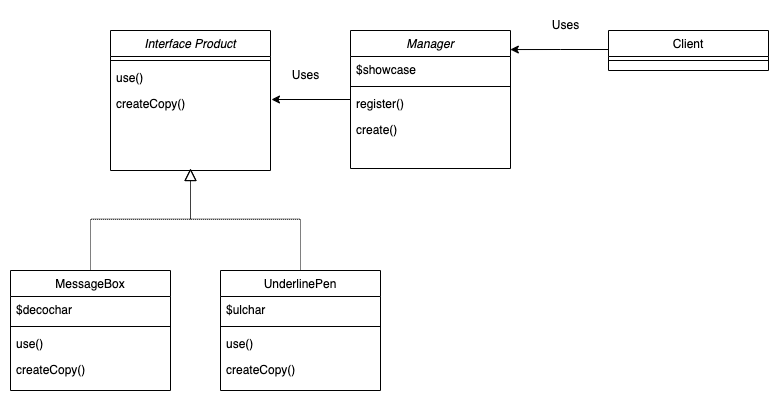 Uses
Interface Product
Manager
Client
$showcase
use()
Uses
createCopy()
register()
create()
MessageBox
UnderlinePen
$decochar
$ulchar
use()
use()
createCopy()
createCopy()